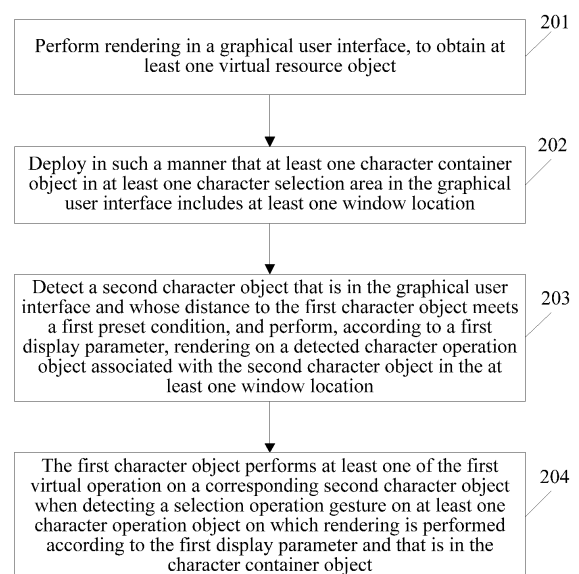 201
Perform rendering in a graphical user interface, to obtain at
least one virtual resource object
202
Deploy in such a manner that at least one character container
object in at least one character selection area in the graphical
user interface includes at least one window location
203
Detect a second character object that is in the graphical user
interface and whose distance to the first character object meets
a first preset condition, and perform, according to a first
display parameter, rendering on a detected character operation
object associated with the second character object in the at
least one window location
204
The first character object performs at least one of the first
virtual operation on a corresponding second character object
when detecting a selection operation gesture on at least one
character operation object on which rendering is performed
according to the first display parameter and that is in the
character container object